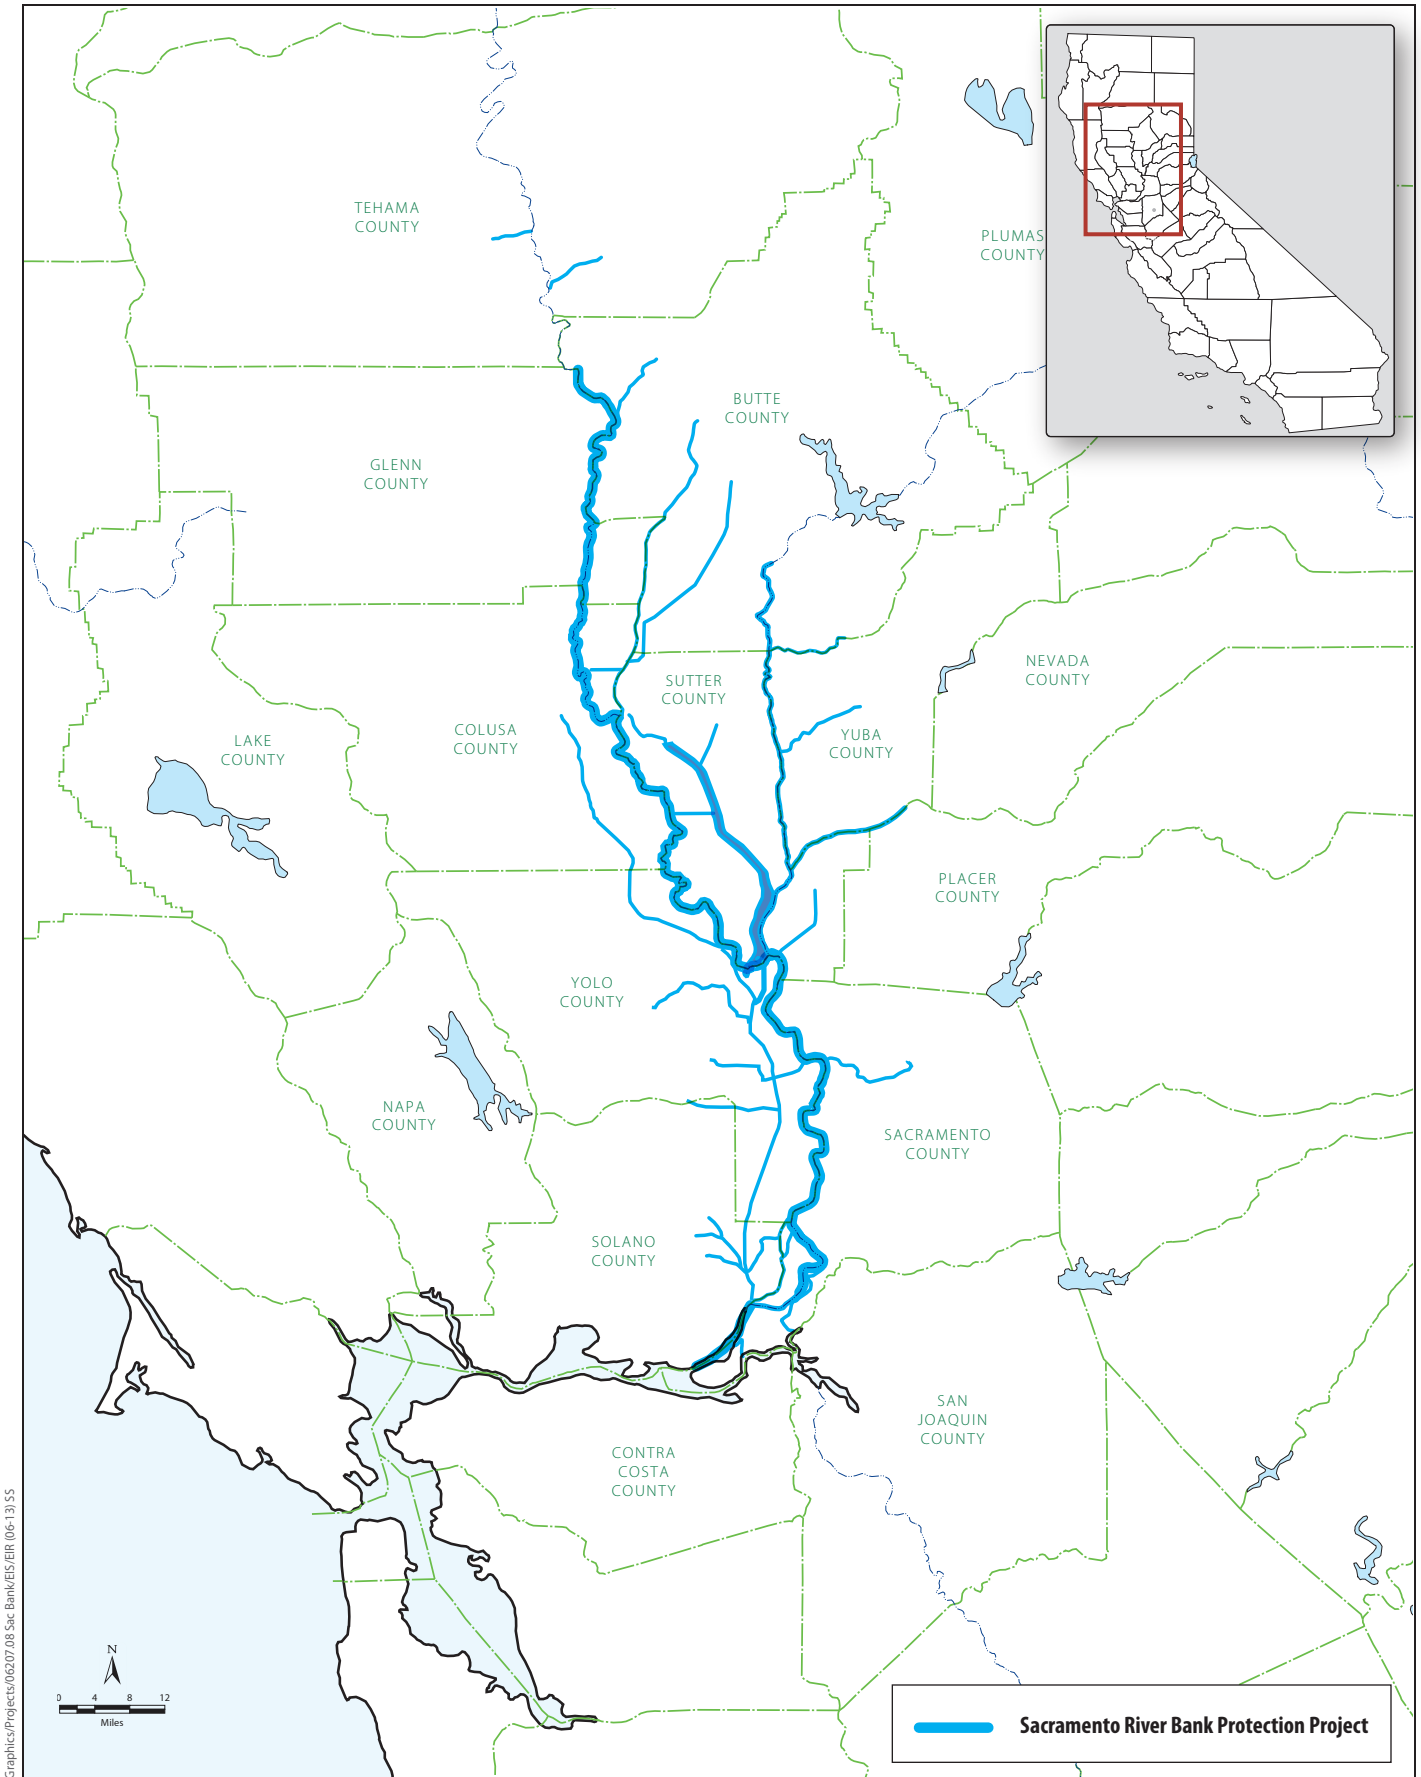 TEHAMA
COUNTY
PLUMAS
COUNTY
BUTTE
COUNTY
GLENN
COUNTY
SUTTER
COUNTY
NEVADA
COUNTY
COLUSA
COUNTY
LAKE
COUNTY
YUBA
COUNTY
PLACER
COUNTY
YOLO
COUNTY
NAPA
COUNTY
SACRAMENTO
COUNTY
SOLANO
COUNTY
SAN
JOAQUIN
COUNTY
CONTRA
COSTA
COUNTY
N
0 4 8 12
Miles
Sacramento River Bank Protection Project
Graphics/Projects/06207.08 Sac Bank/EIS/EIR (06-13) SS